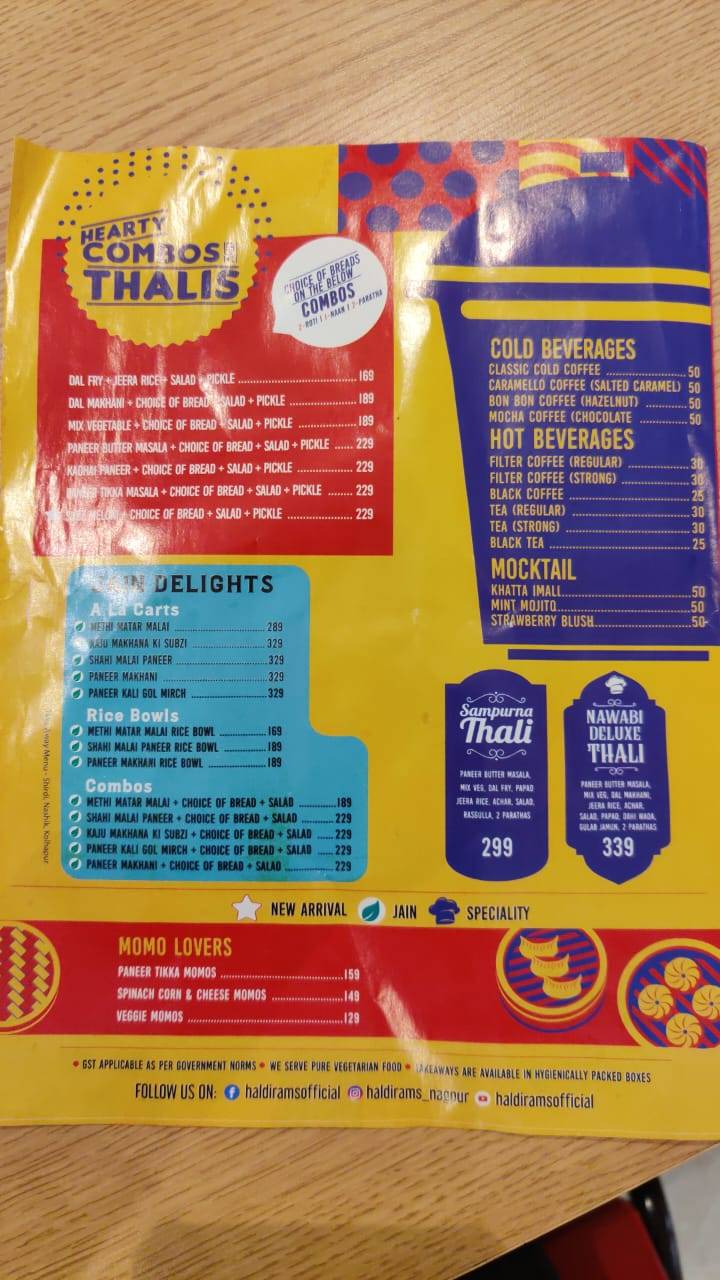 HEARTY
COMBOS
THALIS
CHOICE OF BREADS
ON THE BELOW
COMBOS
2-ROTI | 1-NAAN | 2-PARATHA
DAL FRY + JEERA RICE + SALAD + PICKLE 169
DAL MAKHANI + CHOICE OF BREAD + SALAD + PICKLE 189
MIX VEGETABLE + CHOICE OF BREAD + SALAD + PICKLE 189
PANEER BUTTER MASALA + CHOICE OF BREAD + SALAD + PICKLE 229
KADHAI PANEER + CHOICE OF BREAD + SALAD + PICKLE 229
PANEER TIKKA MASALA + CHOICE OF BREAD + SALAD + PICKLE 229
+ CHOICE OF BREAD + SALAD + PICKLE 229
COLD BEVERAGES
CLASSIC COLD COFFEE 50
CARAMELLO COFFEE (SALTED CARAMEL) 50
BON BON COFFEE (HAZELNUT) 50
MOCHA COFFEE (CHOCOLATE 50
HOT BEVERAGES
FILTER COFFEE (REGULAR) 30
FILTER COFFEE (STRONG) 30
BLACK COFFEE 25
TEA (REGULAR) 30
TEA (STRONG) 30
BLACK TEA 25
MOCKTAIL
KHATTA IMALI 50
MINT MOJITO 50
STRAWBERRY BLUSH 50
JAIN DELIGHTS
A La Carts
METHI MATAR MALAI 289
KAJU MAKHANA KI SUBZI 329
SHAHI MALAI PANEER 329
PANEER MAKHANI 329
PANEER KALI GOL MIRCH 329
Rice Bowls
METHI MATAR MALAI RICE BOWL 169
SHAHI MALAI PANEER RICE BOWL 189
PANEER MAKHANI RICE BOWL 189
Combos
METHI MATAR MALAI + CHOICE OF BREAD + SALAD 189
SHAHI MALAI PANEER + CHOICE OF BREAD + SALAD 229
KAJU MAKHANA KI SUBZI + CHOICE OF BREAD + SALAD 229
PANEER KALI GOL MIRCH + CHOICE OF BREAD + SALAD 229
PANEER MAKHANI + CHOICE OF BREAD + SALAD 229
Away Menu - Shirdi, Nashik, Kolhapur
Sampurna
Thali
PANEER BUTTER MASALA,
MIX VEG, DAL FRY, PAPAD
JEERA RICE, ACHAR, SALAD,
RASGULLA, 2 PARATHAS
299
NAWABI
DELUXE
THALI
PANEER BUTTER MASALA,
MIX VEG, DAL MAKHANI,
JEERA RICE, ACHAR,
SALAD, PAPAD, DAHI WADA,
GULAB JAMUN, 2 PARATHAS
339
NEW ARRIVAL JAIN SPECIALITY
MOMO LOVERS
PANEER TIKKA MOMOS 159
SPINACH CORN & CHEESE MOMOS 149
VEGGIE MOMOS 129
• GST APPLICABLE AS PER GOVERNMENT NORMS • WE SERVE PURE VEGETARIAN FOOD • TAKEAWAYS ARE AVAILABLE IN HYGIENICALLY PACKED BOXES
FOLLOW US ON: haldiramsofficial haldirams_nagpur haldiramsofficial